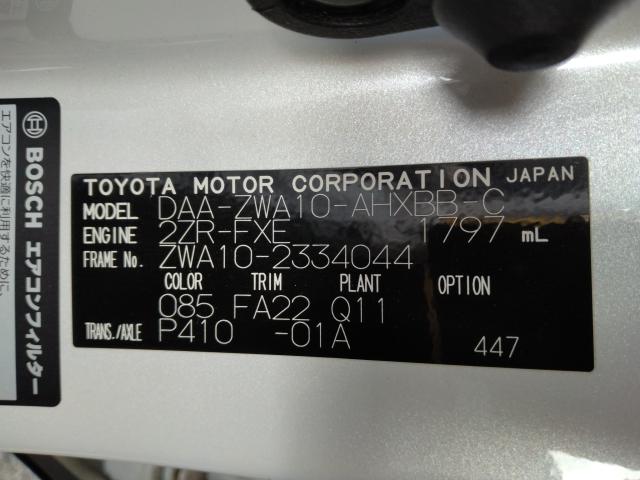 TOYOTA MOTOR CORPORATION JAPAN
MODEL DAA-ZWA10-AHXBB-C
ENGINE 2ZR-FXE 1797 mL
FRAME No. ZWA10-2334044
COLOR TRIM PLANT OPTION
085 FA22 Q11
TRANS./AXLE P410 -01A
447
BOSCH エアコンフィルター
エアコンを快適に利用するために、